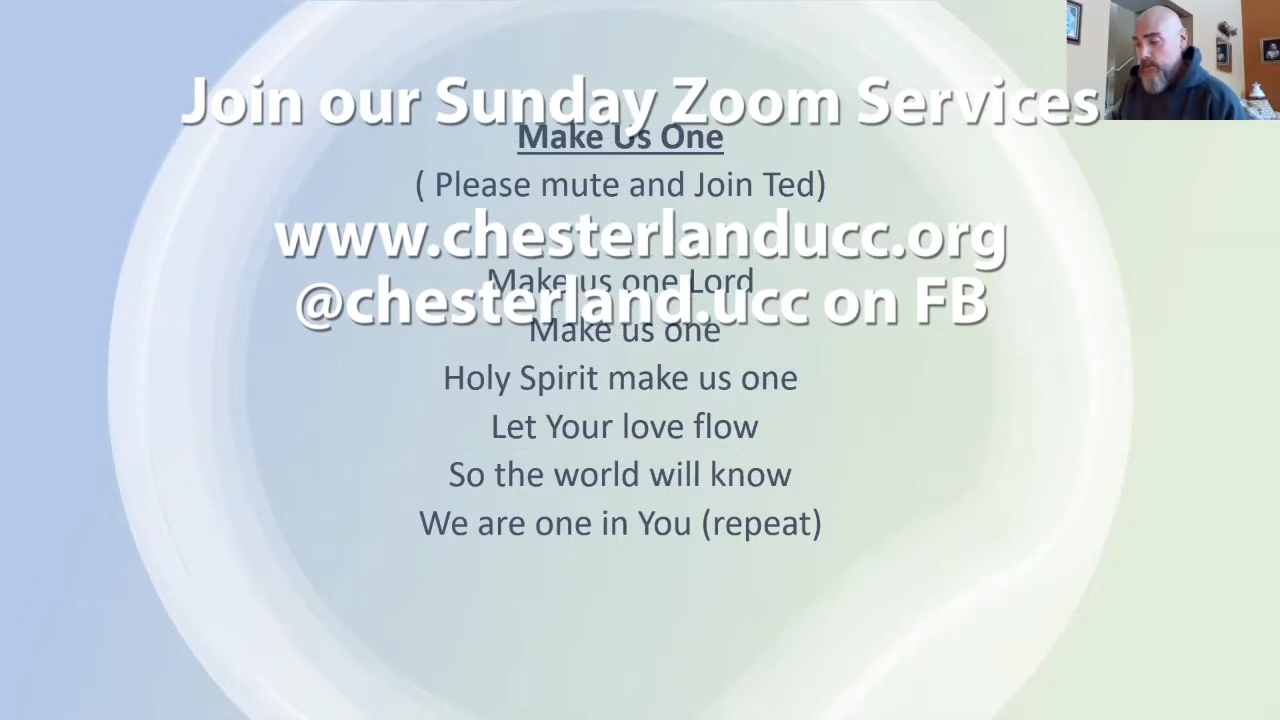 Join our Sunday Zoom Services
Make Us One
( Please mute and Join Ted)
www.chesterlanducc.org
Make us one Lord
@chesterland.ucc on FB
Make us one
Holy Spirit make us one
Let Your love flow
So the world will know
We are one in You (repeat)